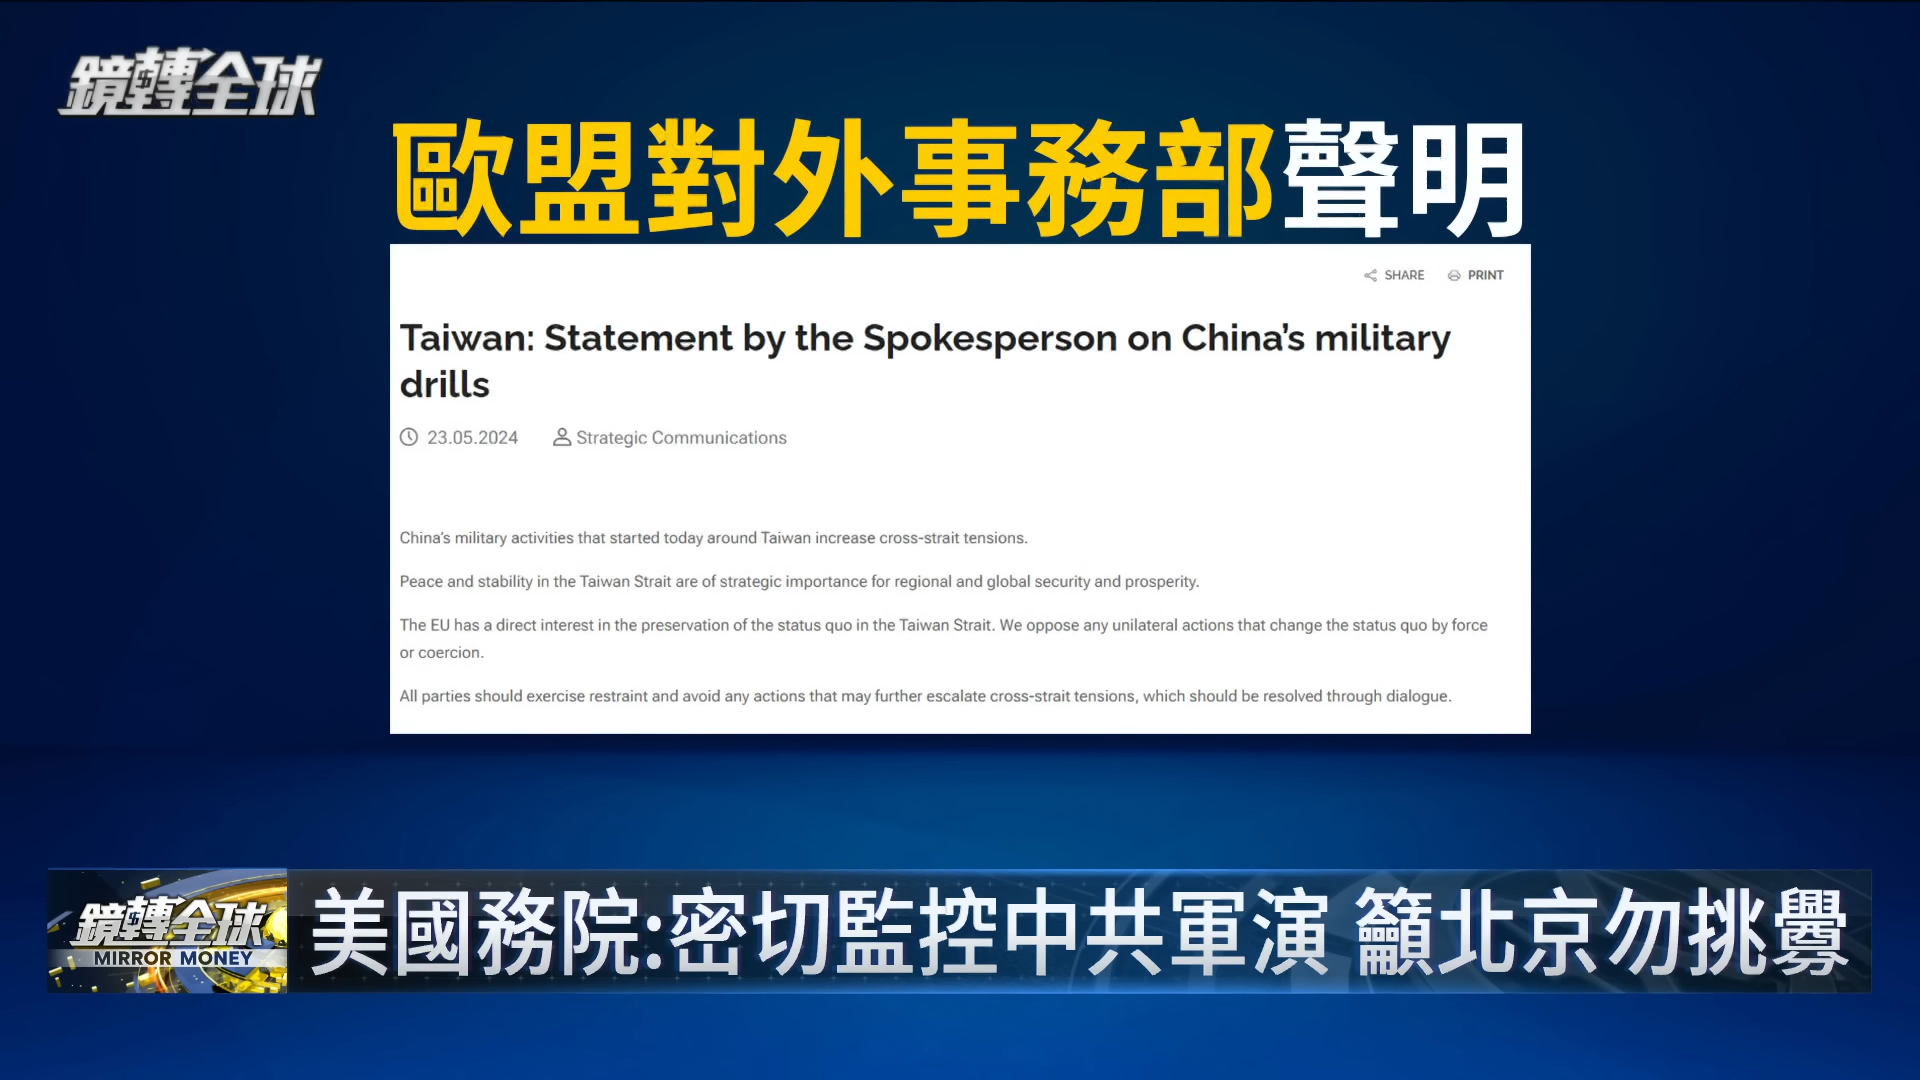 鏡轉全球
歐盟對外事務部聲明
SHARE PRINT
Taiwan: Statement by the Spokesperson on China's military
drills
23.05.2024 Strategic Communications
China's military activities that started today around Taiwan increase cross-strait tensions.
Peace and stability in the Taiwan Strait are of strategic importance for regional and global security and prosperity.
The EU has a direct interest in the preservation of the status quo in the Taiwan Strait. We oppose any unilateral actions that change the status quo by force
or coercion.
All parties should exercise restraint and avoid any actions that may further escalate cross-strait tensions, which should be resolved through dialogue.
鏡轉全球
MIRROR MONEY
美國務院:密切監控中共軍演 籲北京勿挑釁